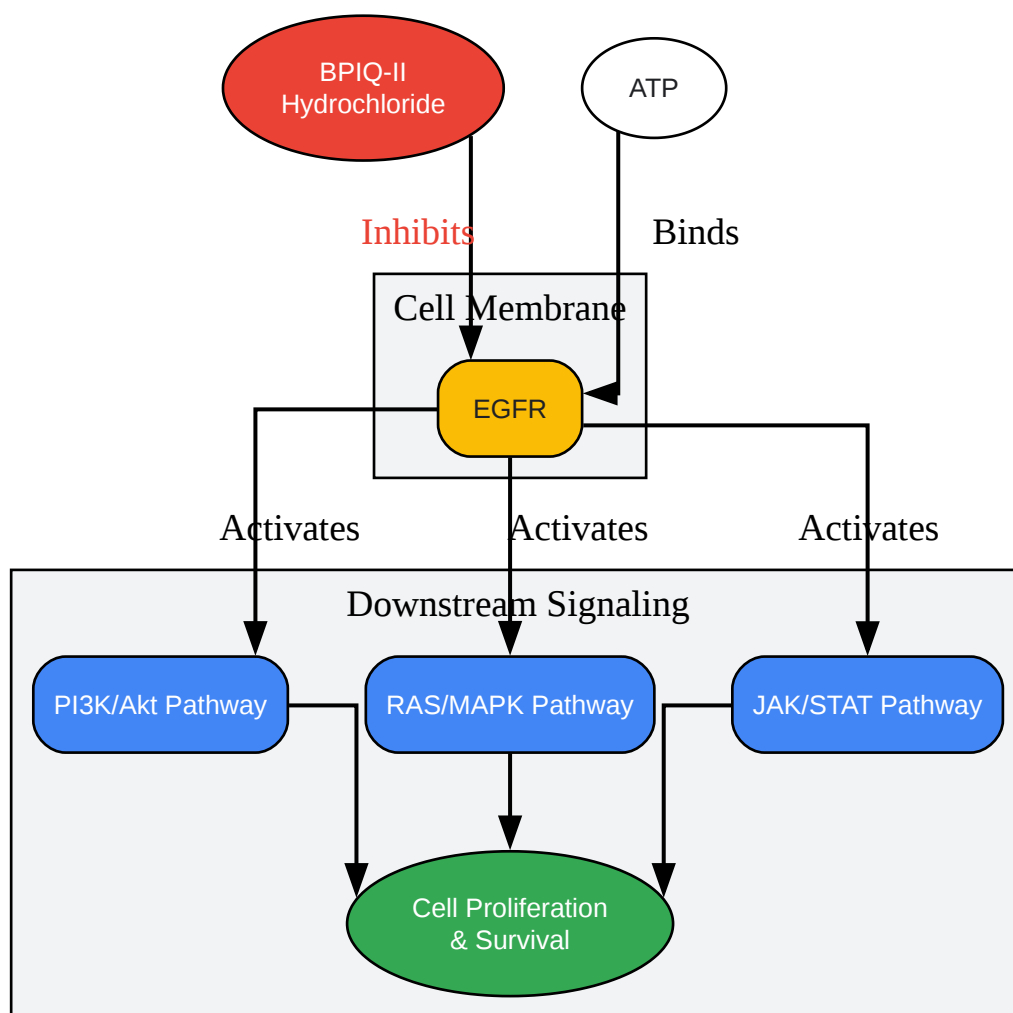 BPIQ-II
Hydrochloride
ATP
Inhibits
Binds
Cell Membrane
EGFR
Activates
Activates
Activates
Downstream Signaling
PI3K/Akt Pathway
RAS/MAPK Pathway
JAK/STAT Pathway
Cell Proliferation
& Survival